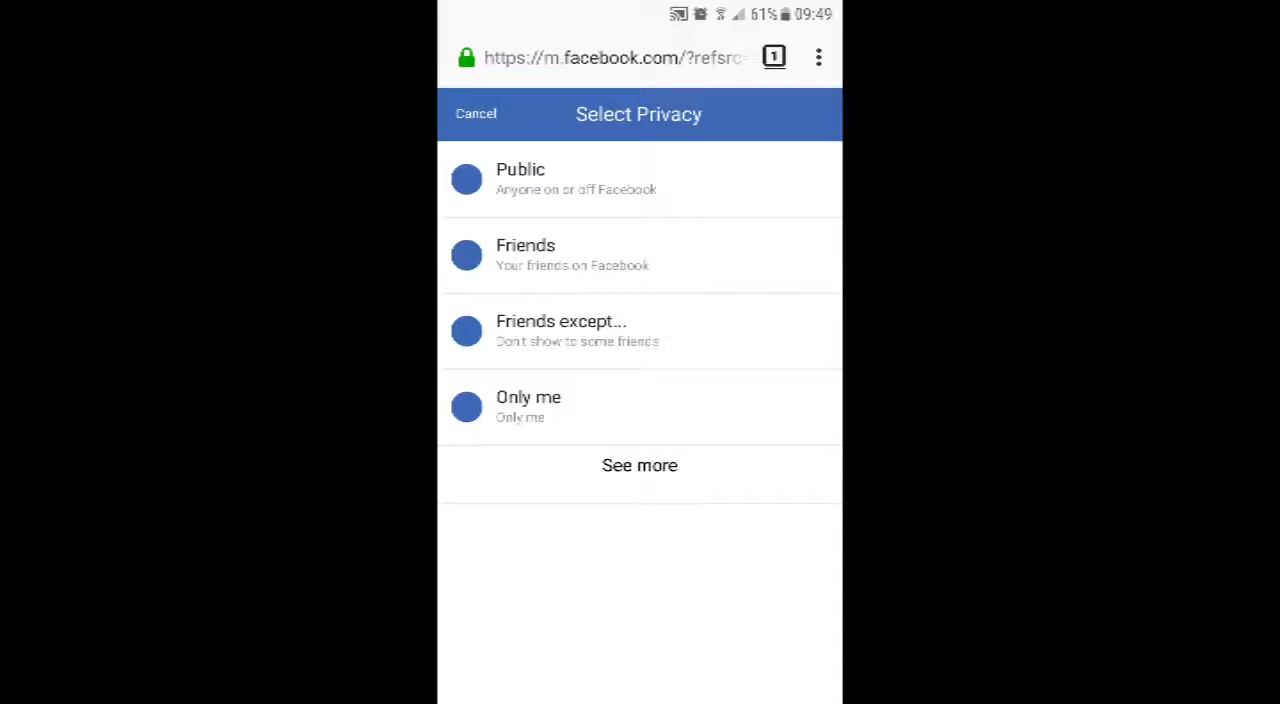 61% 09:49
https://m.facebook.com/?refsrc
1
Cancel
Select Privacy
Public
Anyone on or off Facebook
Friends
Your friends on Facebook
Friends except...
Don't show to some friends
Only me
Only me
See more